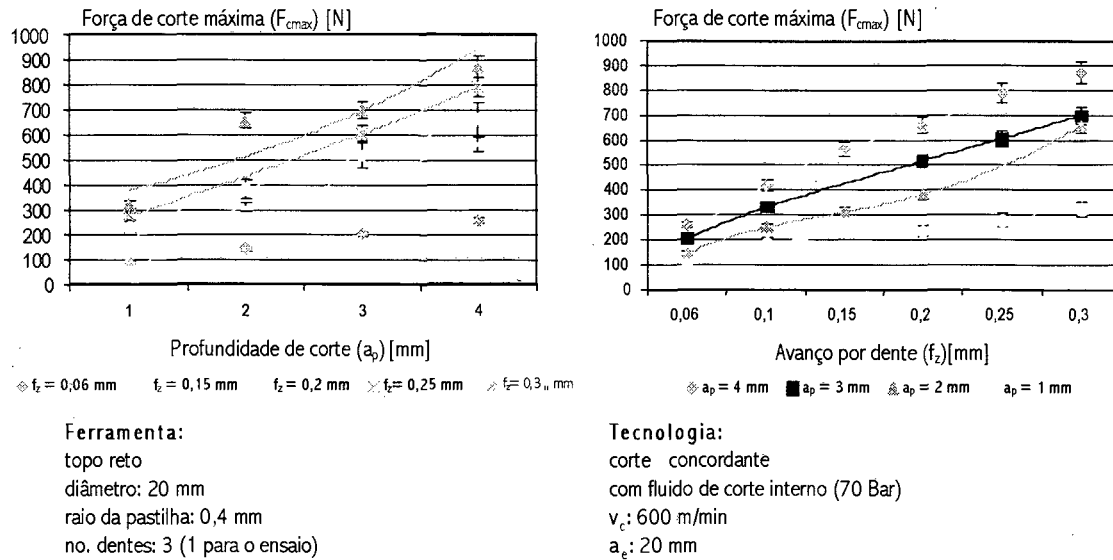 Força de corte máxima (Fcmax) [N]
1000
900
800
700
600
500
400
300
200
100
0
1 2 3 4
Profundidade de corte (ap) [mm]
fz = 0,06 mm fz = 0,15 mm fz = 0,2 mm fz= 0,25 mm fz= 0,3 mm
Ferramenta:
topo reto
diâmetro: 20 mm
raio da pastilha: 0,4 mm
no. dentes: 3 (1 para o ensaio)
Força de corte máxima (Fcmax) [N]
1000
900
800
700
600
500
400
300
200
100
0
0,06 0,1 0,15 0,2 0,25 0,3
Avanço por dente (fz)[mm]
ap = 4 mm ap = 3 mm ap = 2 mm ap = 1 mm
Tecnologia:
corte concordante
com fluido de corte interno (70 Bar)
vc: 600 m/min
ae: 20 mm